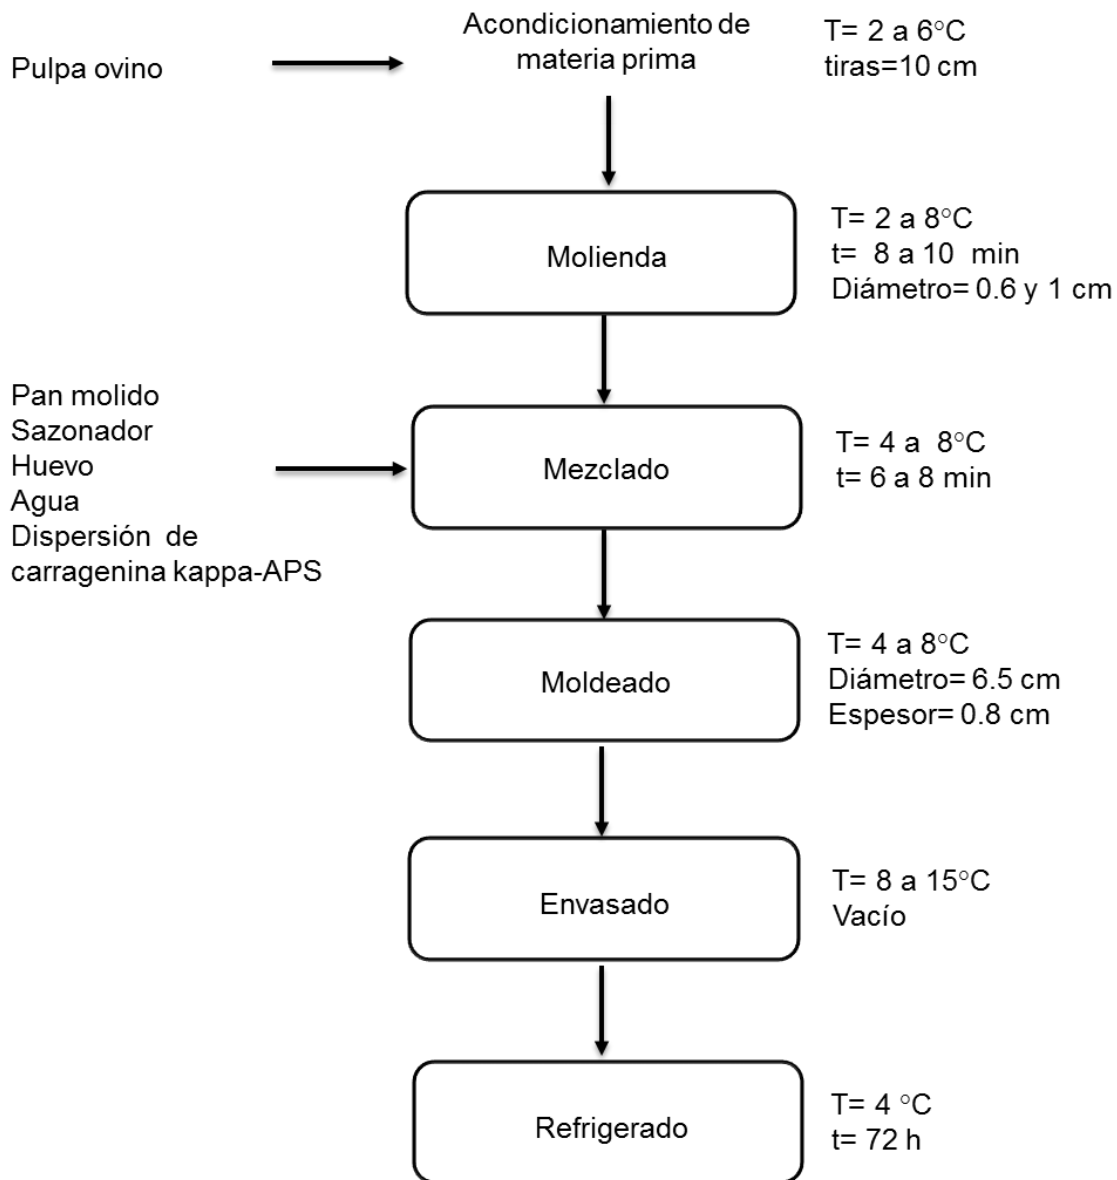 Pulpa ovino
Acondicionamiento de
materia prima
T= 2 a 6°C
tiras=10 cm
Molienda
T= 2 a 8°C
t=  8 a 10  min
Diámetro= 0.6 y 1 cm
Pan molido
Sazonador
Huevo
Agua
Dispersión  de
carragenina kappa-APS
Mezclado
T= 4 a  8°C
t= 6 a 8 min
Moldeado
T= 4 a 8°C
Diámetro= 6.5 cm
Espesor= 0.8 cm
Envasado
T= 8 a 15°C
Vacío
Refrigerado
T= 4 °C
t= 72 h